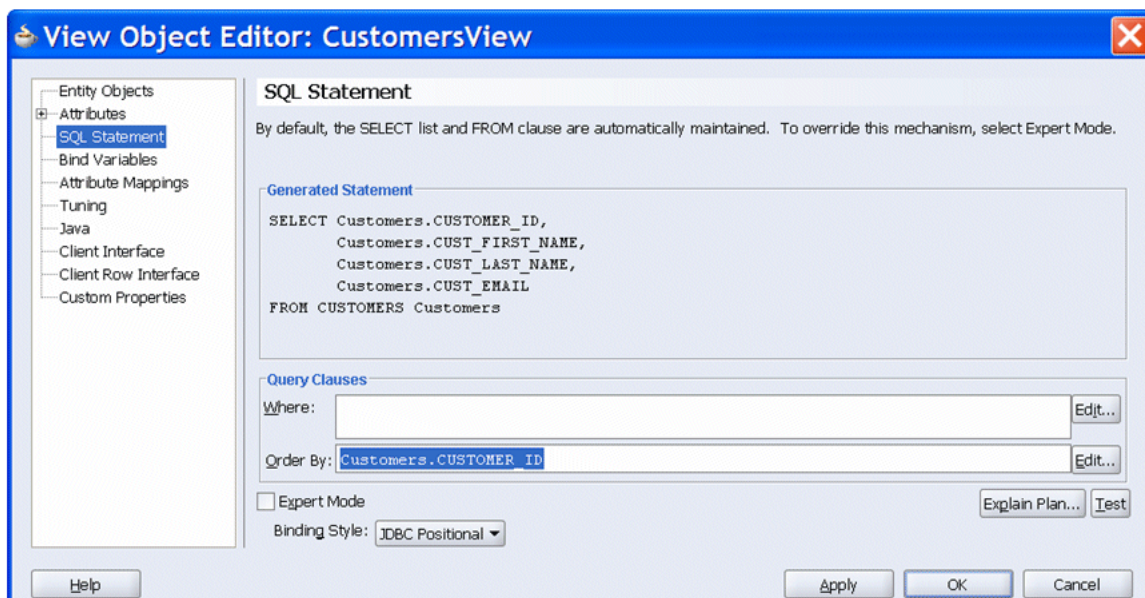 View Object Editor: CustomersView
Entity Objects
Attributes
SQL Statement
Bind Variables
Attribute Mappings
Tuning
Java
Client Interface
Client Row Interface
Custom Properties
SQL Statement
By default, the SELECT list and FROM clause are automatically maintained. To override this mechanism, select Expert Mode.
Generated Statement
SELECT Customers.CUSTOMER_ID,
Customers.CUST_FIRST_NAME,
Customers.CUST_LAST_NAME,
Customers.CUST_EMAIL
FROM CUSTOMERS Customers
Query Clauses
Where: Edit...
Order By: Customers.CUSTOMER_ID Edit...
Expert Mode Explain Plan... Test
Binding Style: JDBC Positional
Help Apply OK Cancel